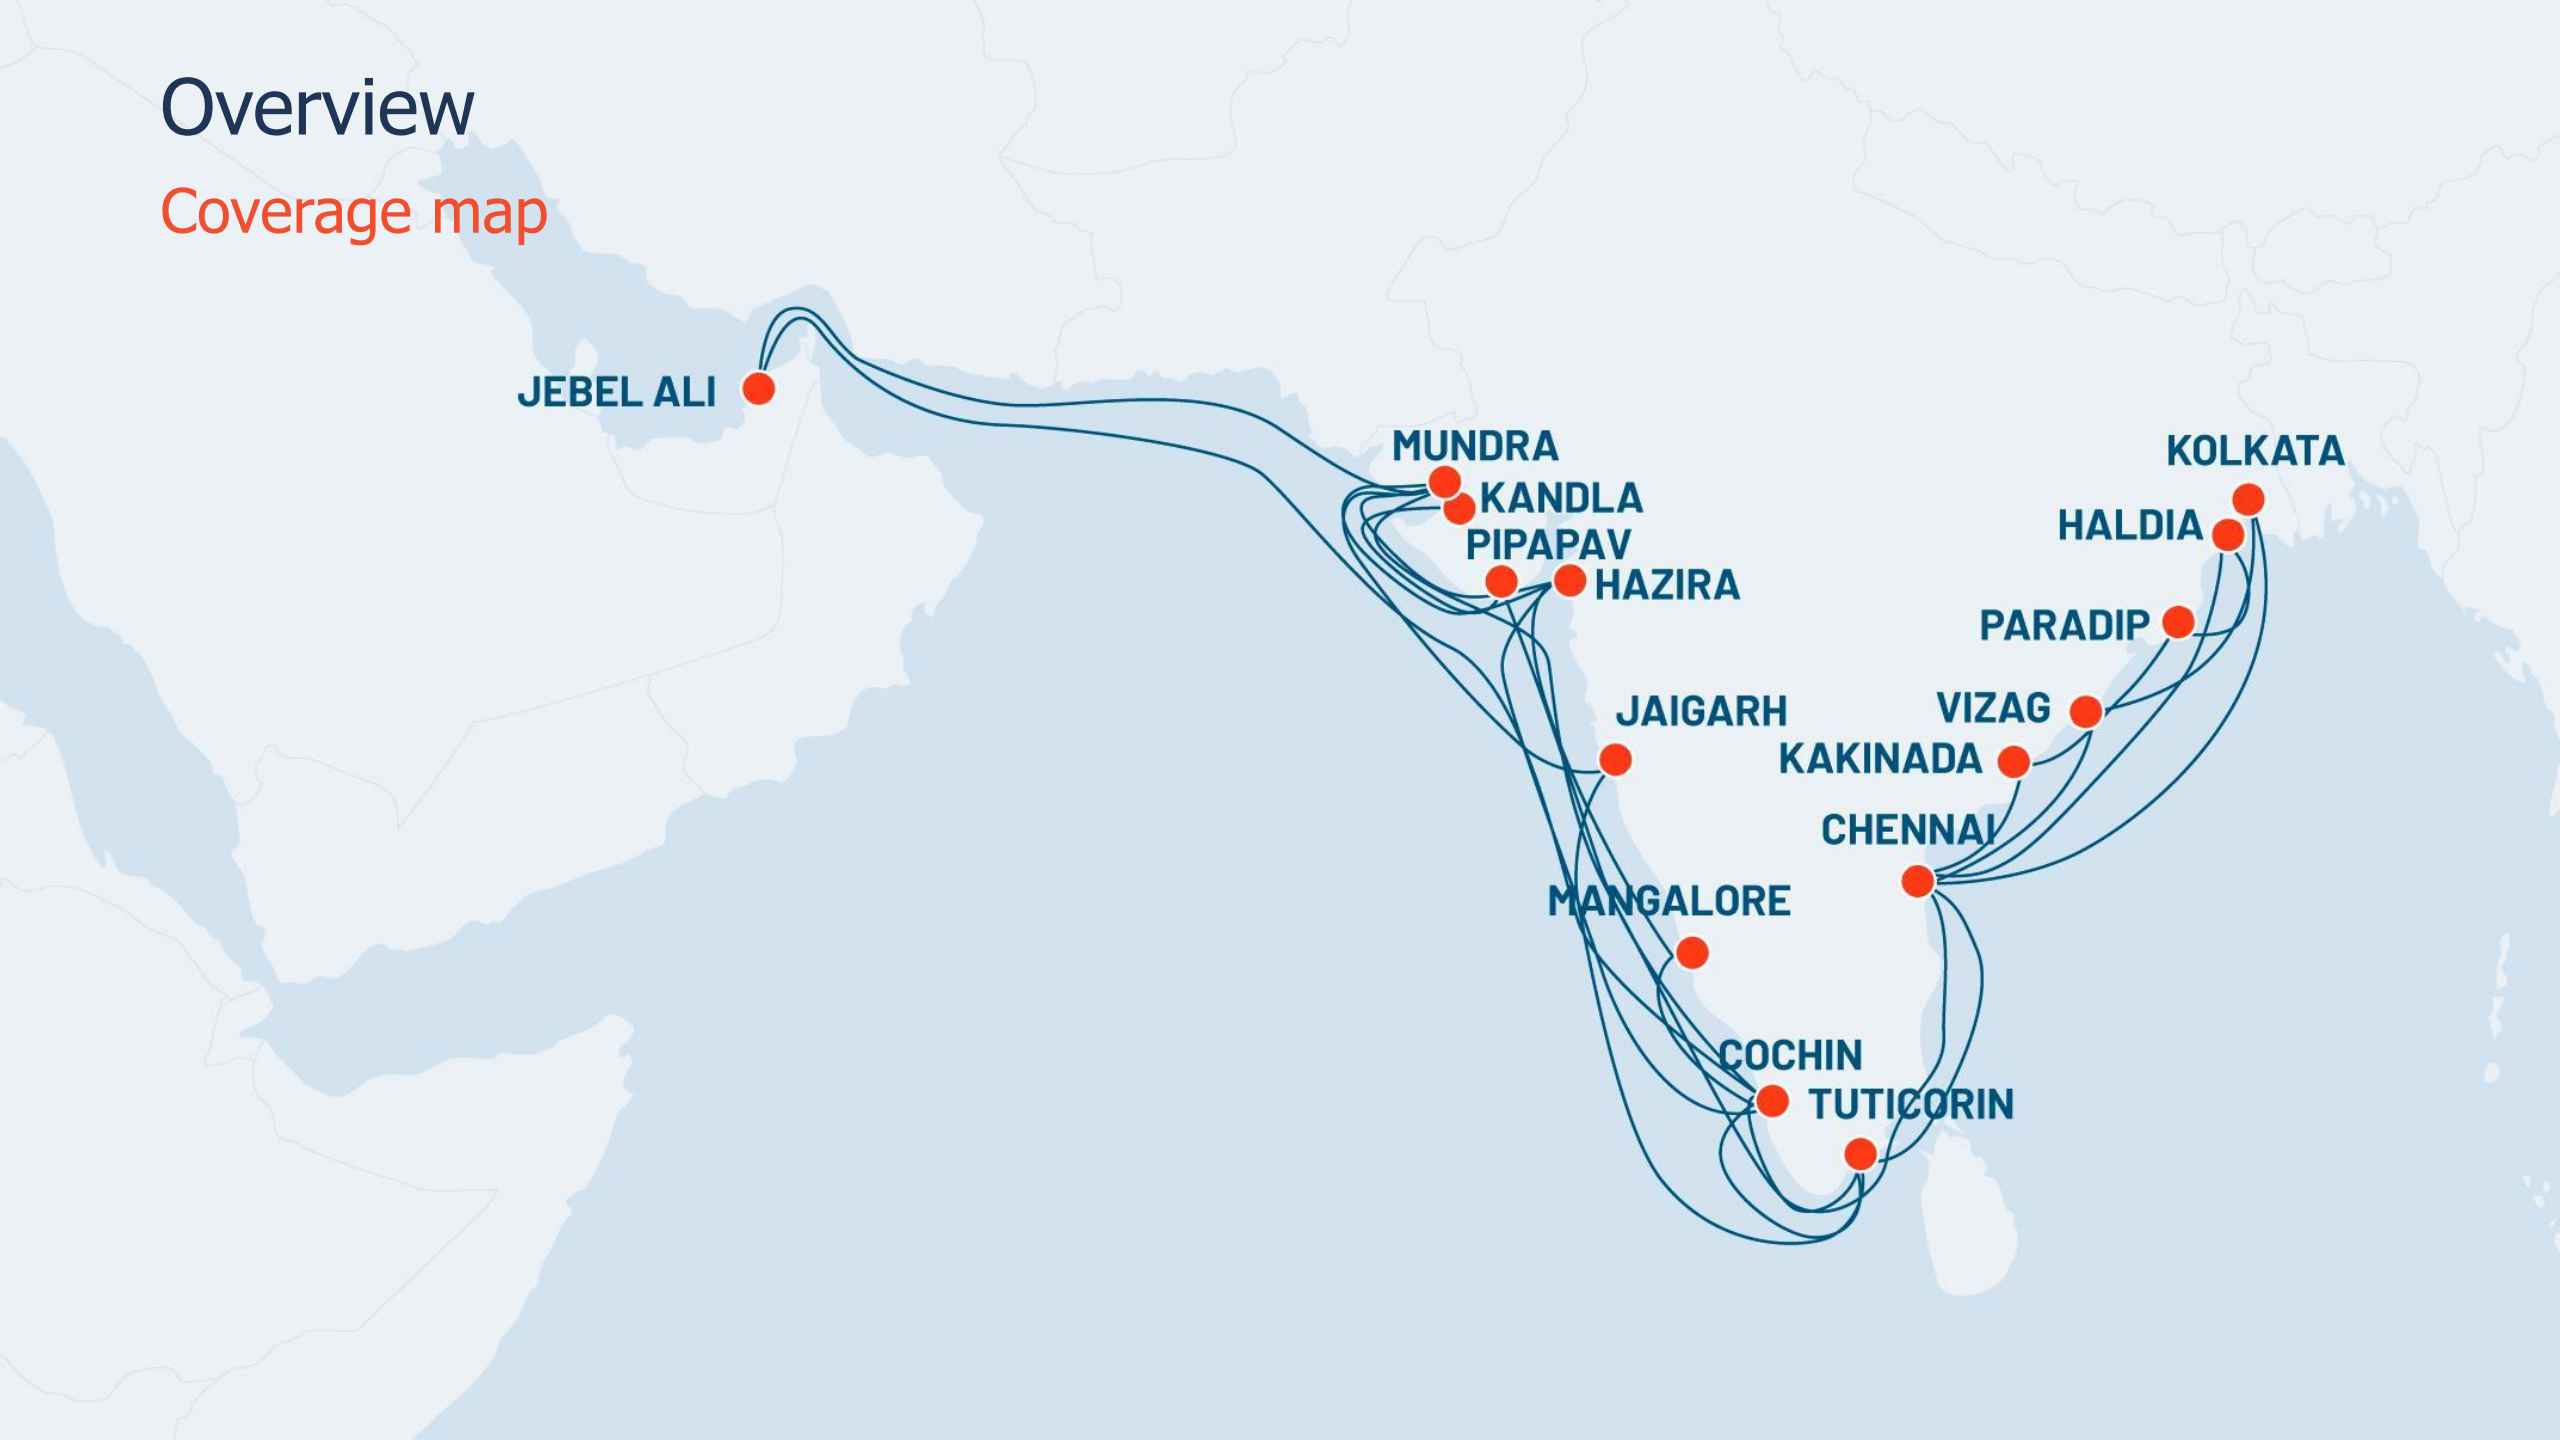 Overview
Coverage map
JEBEL ALI
MUNDRA
KANDLA
PIPAPAV
HAZIRA
JAIGARH
MANGALORE
COCHIN
TUTICORIN
KOLKATA
HALDIA
PARADIP
VIZAG
KAKINADA
CHENNAI